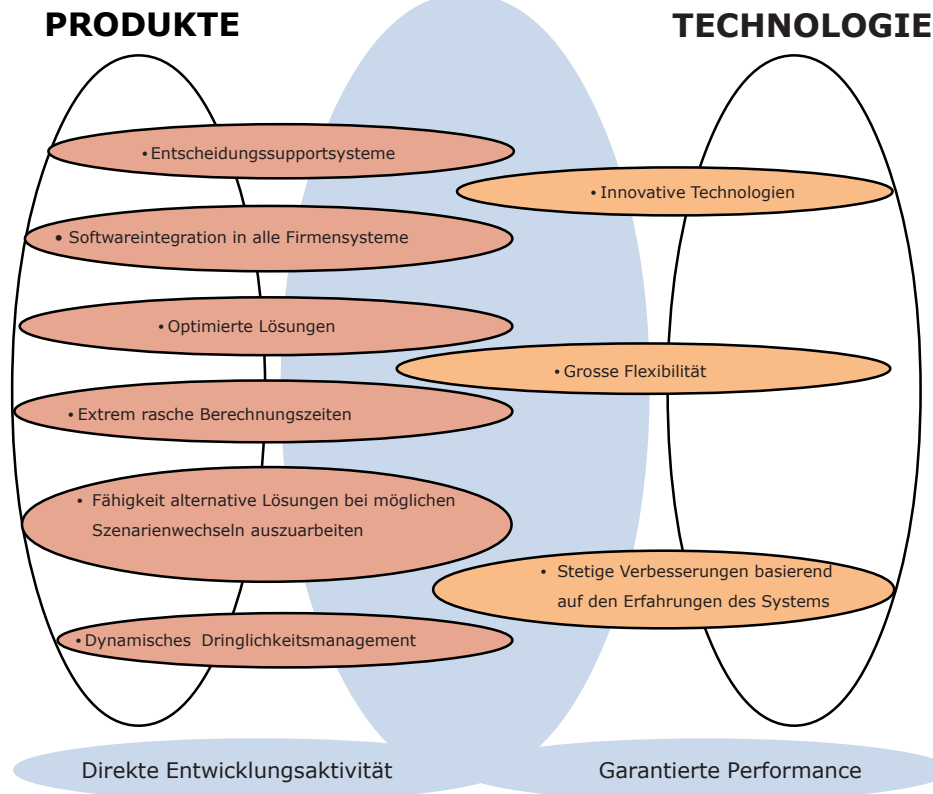 PRODUKTE
TECHNOLOGIE
• Entscheidungssupportsysteme
• Innovative Technologien
• Softwareintegration in alle Firmensysteme
• Optimierte Lösungen
• Grosse Flexibilität
• Extrem rasche Berechnungszeiten
• Fähigkeit alternative Lösungen bei möglichen
Szenarienwechseln auszuarbeiten
• Stetige Verbesserungen basierend
auf den Erfahrungen des Systems
• Dynamisches Dringlichkeitsmanagement
Direkte Entwicklungsaktivität
Garantierte Performance